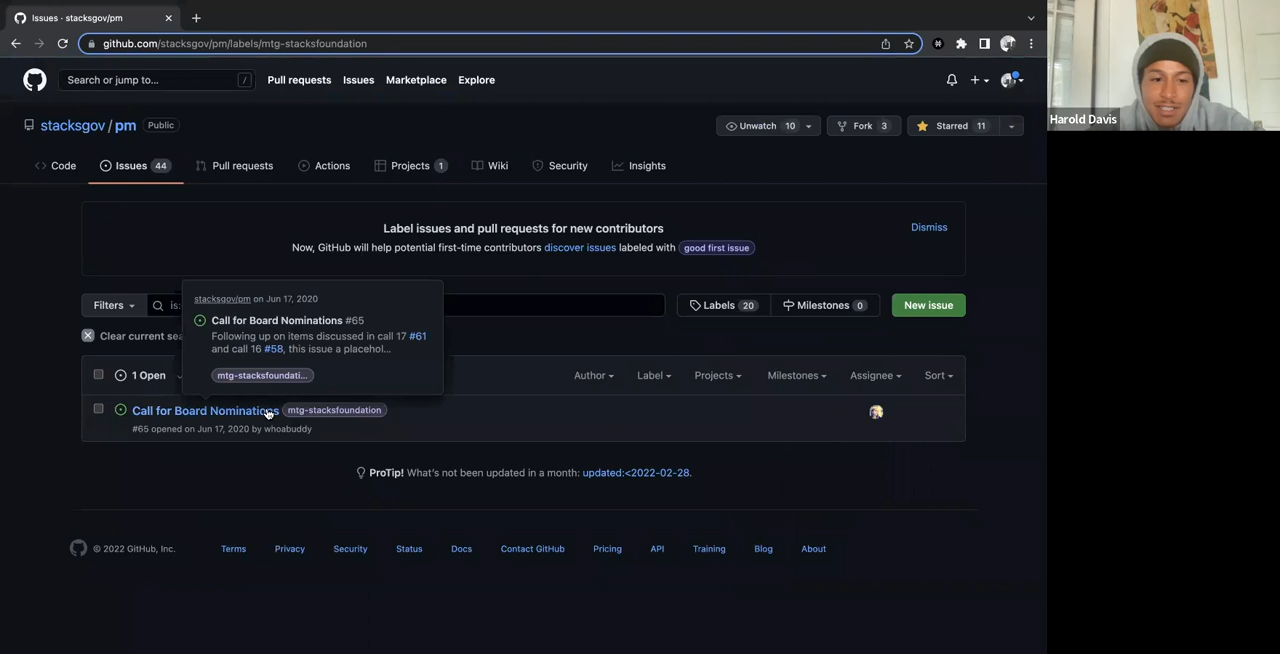 Issues · stacksgov/pm
github.com/stacksgov/pm/labels/mtg-stacksfoundation
Search or jump to... /
Pull requests Issues Marketplace Explore
Harold Davis
stacksgov / pm Public
Unwatch 10 Fork 3 Starred 11
Code Issues 44 Pull requests Actions Projects 1 Wiki Security Insights
Label issues and pull requests for new contributors
Dismiss
Now, GitHub will help potential first-time contributors discover issues labeled with good first issue
Filters is:
Labels 20 Milestones 0 New issue
stacksgov/pm on Jun 17, 2020
Call for Board Nominations #65
Following up on items discussed in call 17 #61
and call 16 #58, this issue a placehol...
mtg-stacksfoundati...
Clear current sea
1 Open Author Label Projects Milestones Assignee Sort
Call for Board Nominations mtg-stacksfoundation
#65 opened on Jun 17, 2020 by whoabuddy
ProTip! What's not been updated in a month: updated:<2022-02-28.
© 2022 GitHub, Inc. Terms Privacy Security Status Docs Contact GitHub Pricing API Training Blog About